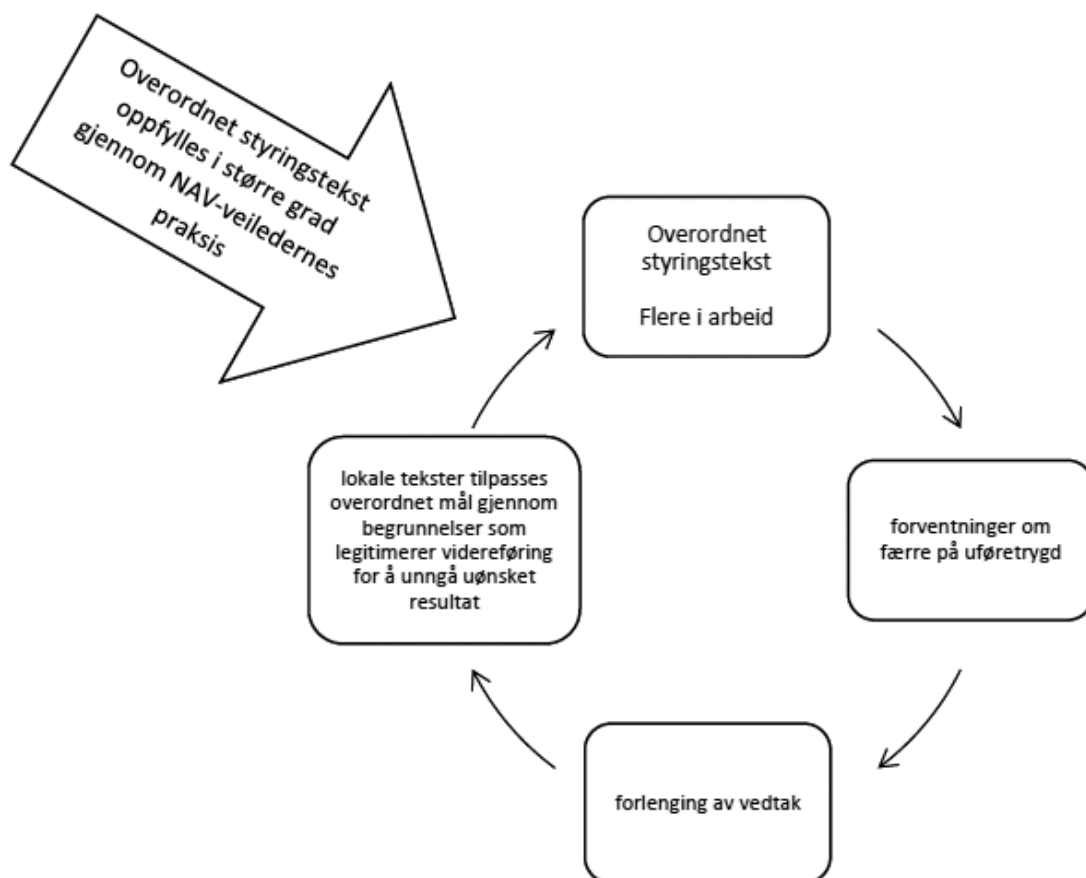 Overordnet styringstekst
oppfylles i større grad
gjennom NAV-veiledernes
praksis
Overordnet
styringstekst
Flere i arbeid
forventninger om
færre på uføretrygd
forlenging av vedtak
lokale tekster tilpasses
overordnet mål gjennom
begrunnelser som
legitimerer videreføring
for å unngå uønsket
resultat